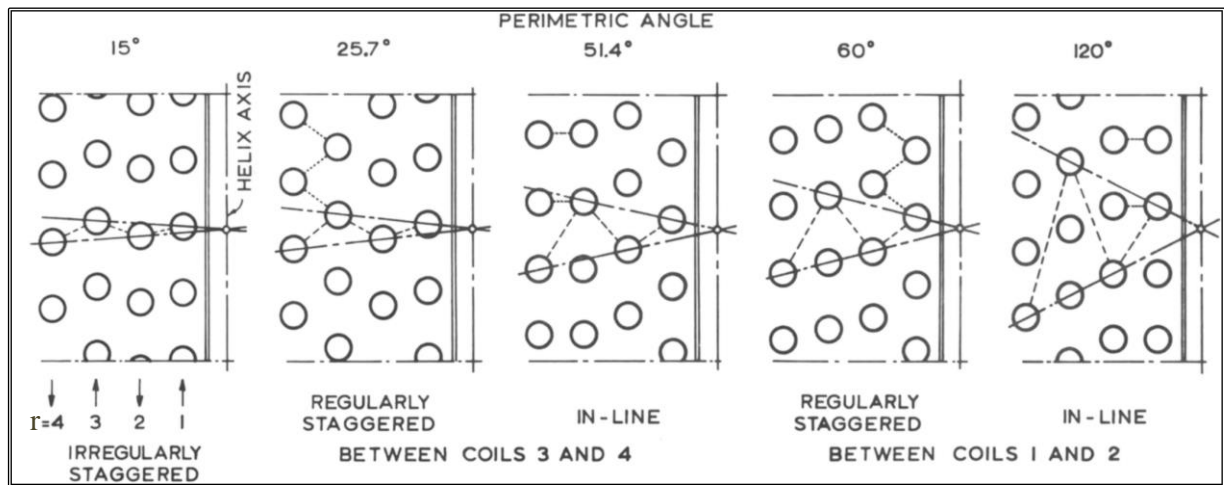 PERIMETRIC ANGLE
15° 25.7° 51.4° 60° 120°
HELIX AXIS
r=4 3 2 1
IRREGULARLY
STAGGERED
REGULARLY
STAGGERED
IN-LINE
BETWEEN COILS 3 AND 4
REGULARLY
STAGGERED
IN-LINE
BETWEEN COILS 1 AND 2